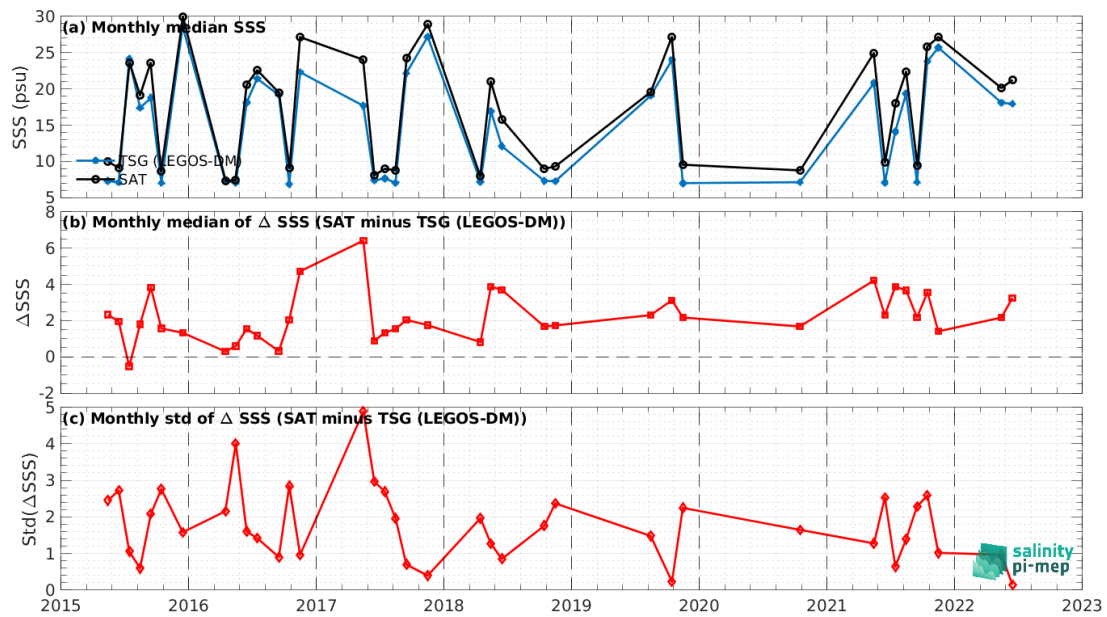 (a) Monthly median SSS
30
25
20
15
10
5
SSS (psu)
TSG (LEGOS-DM)
SAT
(b) Monthly median of Δ SSS (SAT minus TSG (LEGOS-DM))
8
6
4
2
0
-2
ΔSSS
(c) Monthly std of Δ SSS (SAT minus TSG (LEGOS-DM))
5
4
3
2
1
0
Std(ΔSSS)
salinity
pi-mep
2015 2016 2017 2018 2019 2020 2021 2022 2023